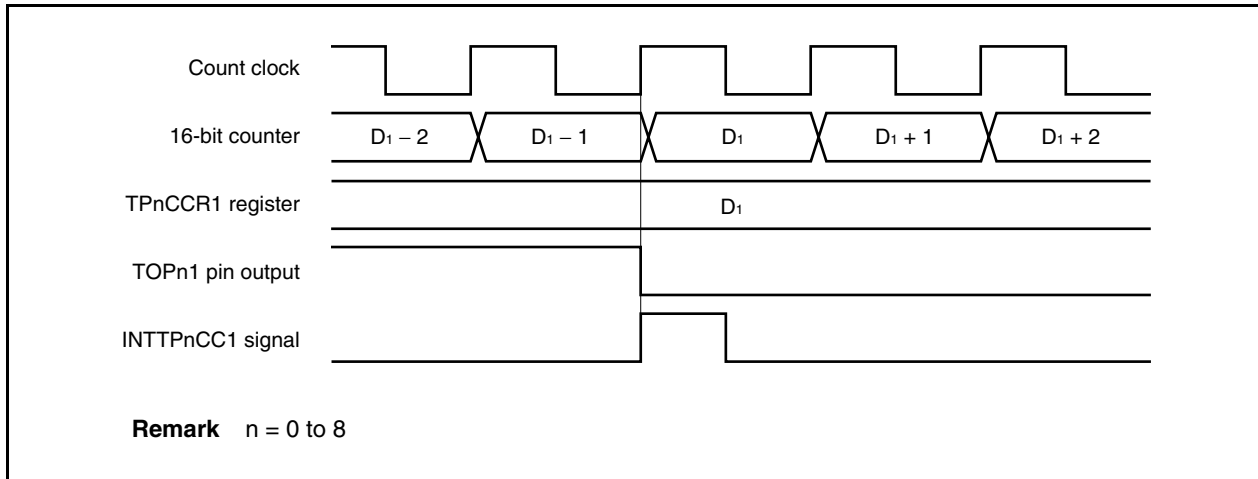 Count clock
16-bit counter D₁ − 2 D₁ − 1 D₁ D₁ + 1 D₁ + 2
TPnCCR1 register D₁
TOPn1 pin output
INTTPnCC1 signal
Remark n = 0 to 8